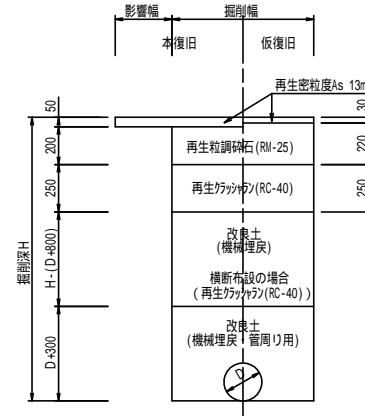 影響幅
掘削幅
本復旧
仮復旧
再生密粒度As 13m
50
30
200
再生粒調砕石(RM-25)
220
250
再生クラッシャラン(RC-40)
250
掘削深H
H-(D+800)
改良土
(機械埋戻)
横断布設の場合
(再生クラッシャラン(RC-40))
D+300
改良土
(機械埋戻・管周り用)
D